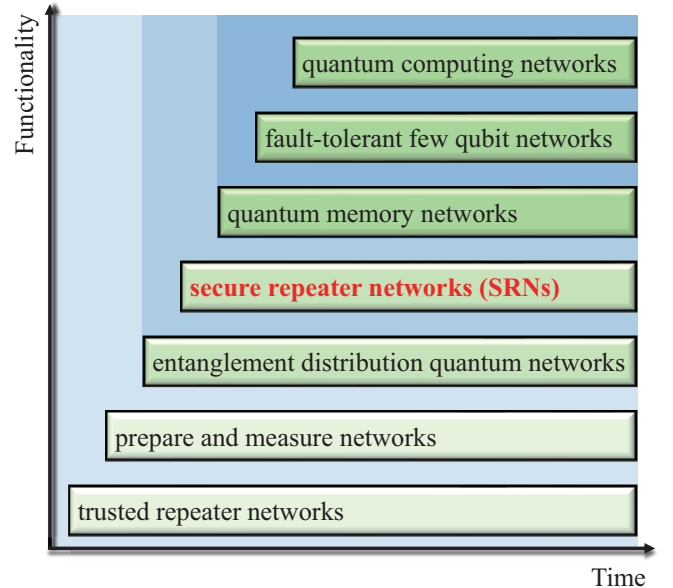 Functionality
quantum computing networks
fault-tolerant few qubit networks
quantum memory networks
secure repeater networks (SRNs)
entanglement distribution quantum networks
prepare and measure networks
trusted repeater networks
Time